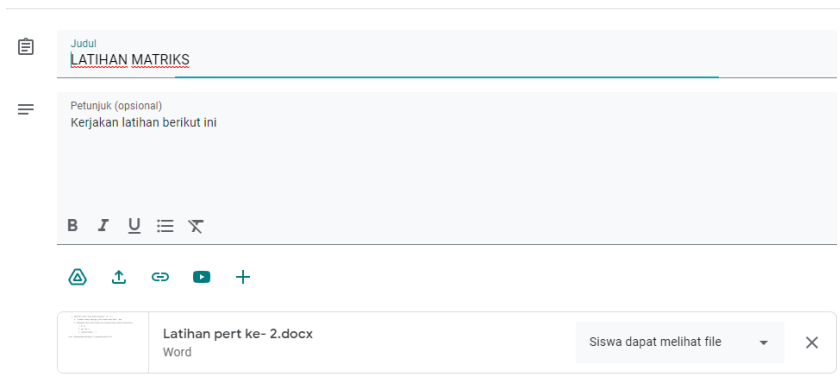 Judul
LATIHAN MATRIKS
Petunjuk (opsional)
Kerjakan latihan berikut ini
B I U
Latihan pert ke- 2.docx
Word
Siswa dapat melihat file